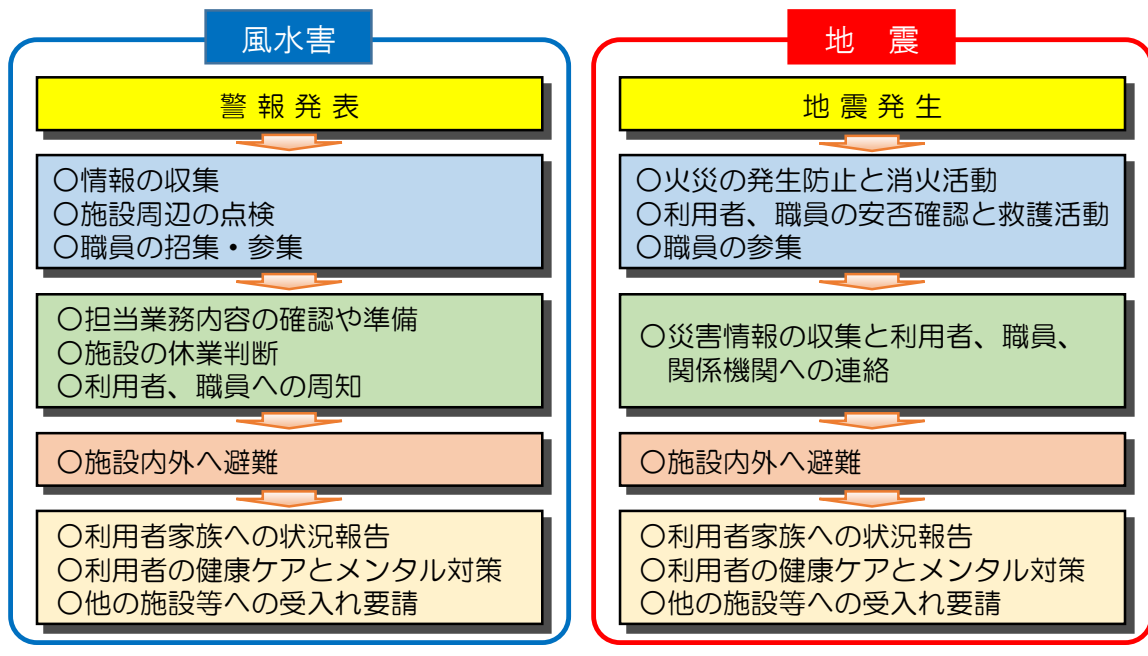 風水害
警報発表
○情報の収集
○施設周辺の点検
○職員の招集・参集
○担当業務内容の確認や準備
○施設の休業判断
○利用者、職員への周知
○施設内外へ避難
○利用者家族への状況報告
○利用者の健康ケアとメンタル対策
○他の施設等への受入れ要請
地　震
地震発生
○火災の発生防止と消火活動
○利用者、職員の安否確認と救護活動
○職員の参集
○災害情報の収集と利用者、職員、
関係機関への連絡
○施設内外へ避難
○利用者家族への状況報告
○利用者の健康ケアとメンタル対策
○他の施設等への受入れ要請